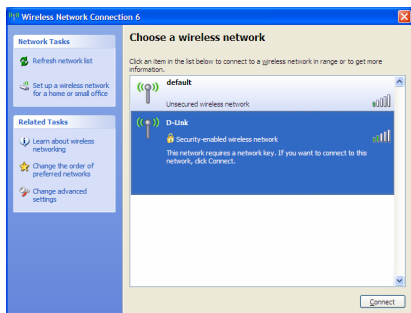 Wireless Network Connection 6
Network Tasks
Refresh network list
Set up a wireless network
for a home or small office
Related Tasks
Learn about wireless
networking
Change the order of
preferred networks
Change advanced
settings
Choose a wireless network
Click an item in the list below to connect to a wireless network in range or to get more
information.
default
Unsecured wireless network
D-Link
Security-enabled wireless network
This network requires a network key. If you want to connect to this
network, click Connect.
Connect